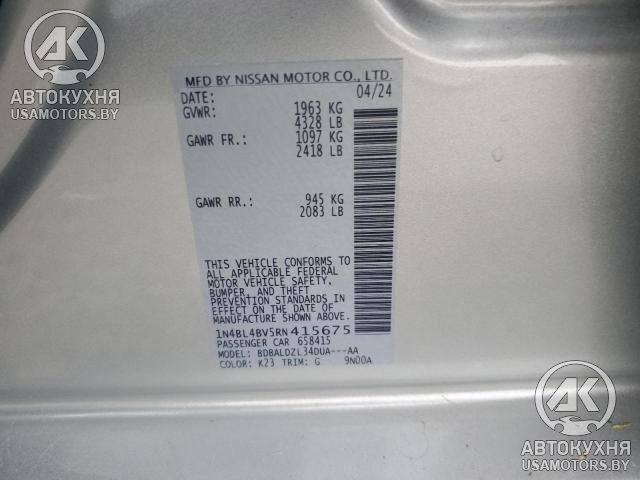 AK
АВТОКУХНЯ
USAMOTORS.BY
MFD BY NISSAN MOTOR CO., LTD.
DATE: 04/24
GVWR: 1963 KG
4328 LB
GAWR FR.: 1097 KG
2418 LB
GAWR RR.: 945 KG
2083 LB
THIS VEHICLE CONFORMS TO
ALL APPLICABLE FEDERAL
MOTOR VEHICLE SAFETY,
BUMPER, AND THEFT
PREVENTION STANDARDS IN
EFFECT ON THE DATE OF
MANUFACTURE SHOWN ABOVE.
1N4BL4BV5RN415675
PASSENGER CAR 658415
MODEL: BDBALDZL34DUA---AA
COLOR: K23 TRIM: G 9N00A
AK
АВТОКУХНЯ
USAMOTORS.BY